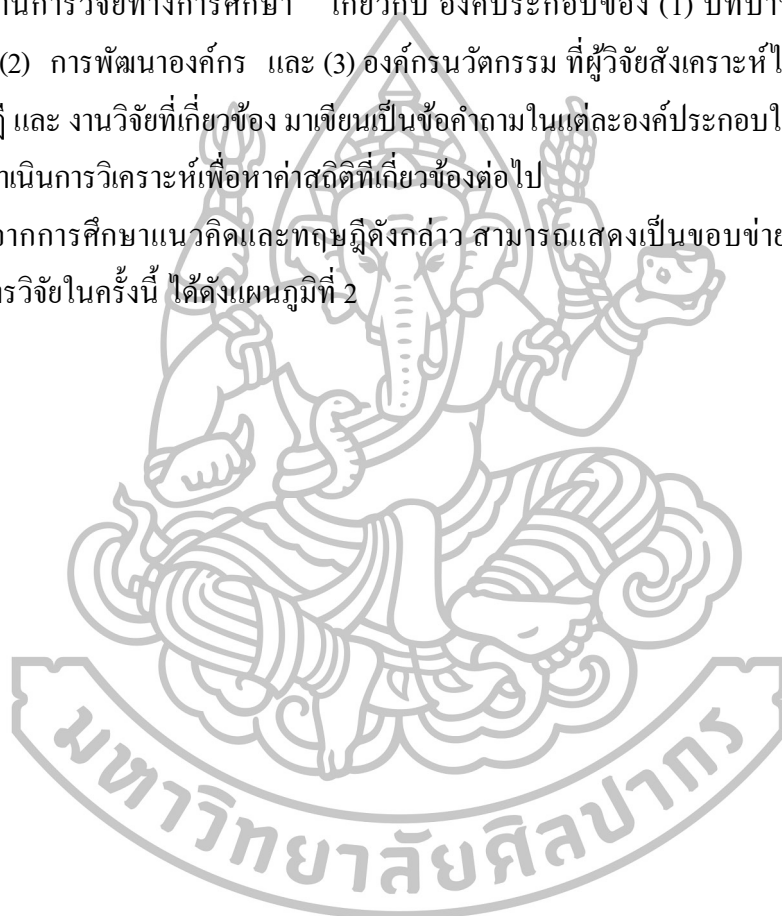 านการวิจัยทางการศึกษา เกี่ยวกับ องค์ประกอบของ (1) บทบา
(2) การพัฒนาองค์กร และ (3) องค์กรนวัตกรรม ที่ผู้วิจัยสังเคราะห์ไ
ฎี และ งานวิจัยที่เกี่ยวข้อง มาเขียนเป็นข้อคำถามในแต่ละองค์ประกอบใ
าเนินการวิเคราะห์เพื่อหาค่าสถิติที่เกี่ยวข้องต่อไป
จากการศึกษาแนวคิดและทฤษฎีดังกล่าว สามารถแสดงเป็นขอบข่าย
ารวิจัยในครั้งนี้ ได้ดังแผนภูมิที่ 2
มหาวิทยาลัยศิลปากร